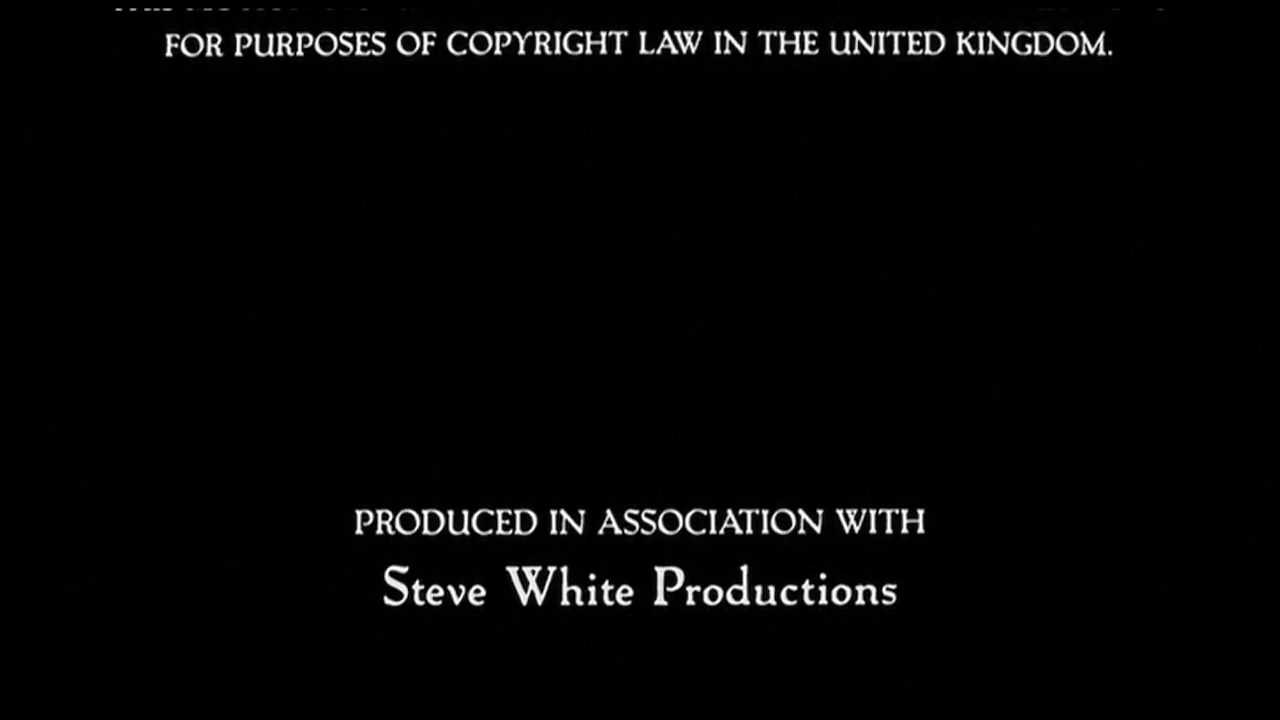 FOR PURPOSES OF COPYRIGHT LAW IN THE UNITED KINGDOM.
PRODUCED IN ASSOCIATION WITH
Steve White Productions